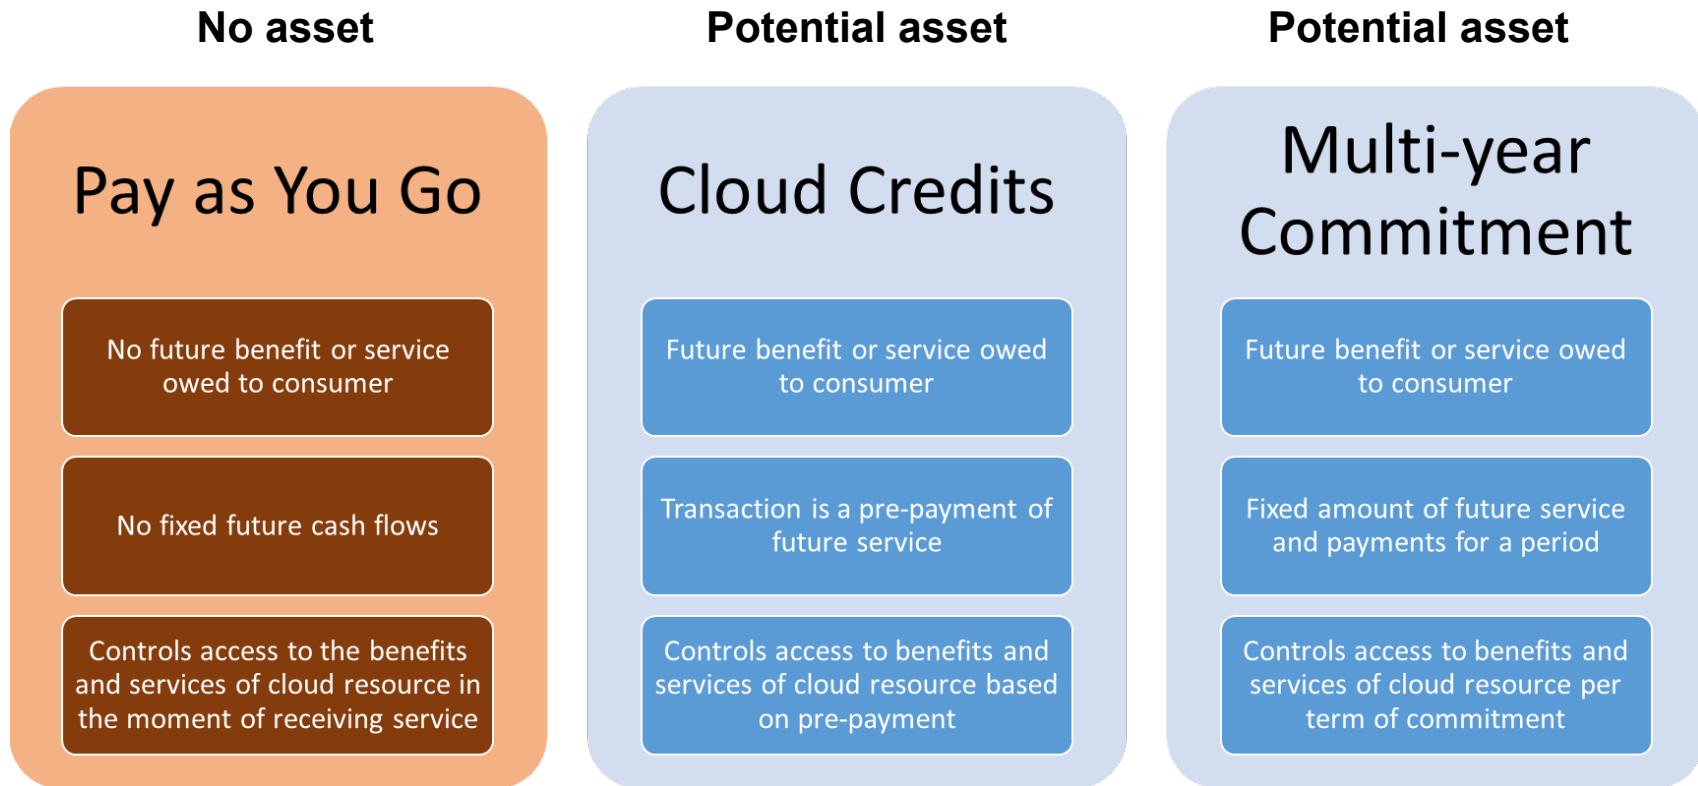 No asset
Pay as You Go
No future benefit or service
owed to consumer
No fixed future cash flows
Controls access to the benefits
and services of cloud resource in
the moment of receiving service
Potential asset
Cloud Credits
Future benefit or service owed
to consumer
Transaction is a pre-payment of
future service
Controls access to benefits and
services of cloud resource based
on pre-payment
Potential asset
Multi-year
Commitment
Future benefit or service owed
to consumer
Fixed amount of future service
and payments for a period
Controls access to benefits and
services of cloud resource per
term of commitment